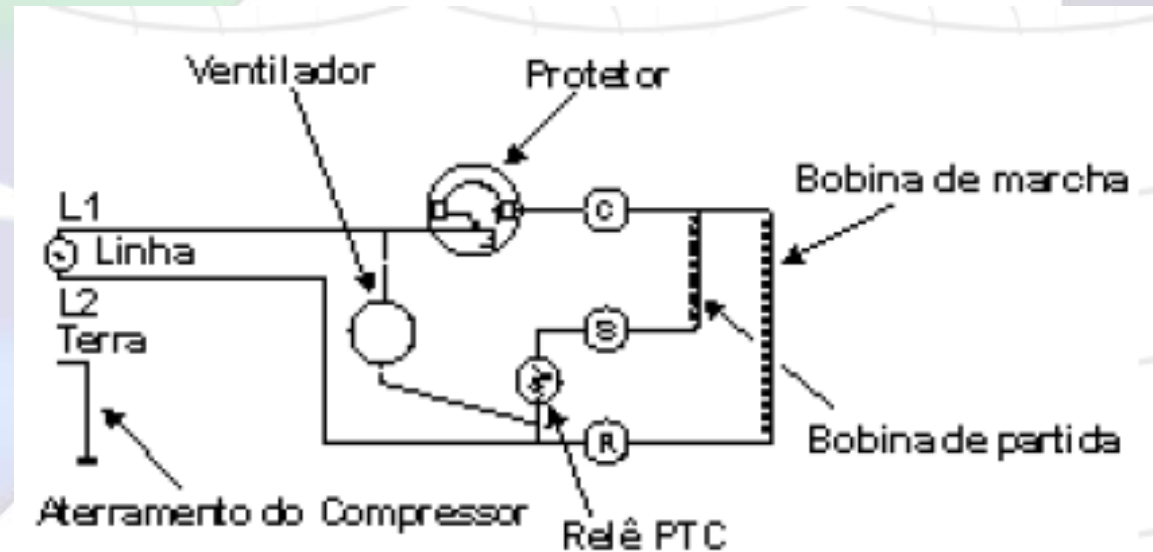 Ventilador
Protetor
Bobina de marcha
L1
C
Linha
L2
Terra
S
R
Bobina de partida
Aterramento do Compressor
Relê PTC